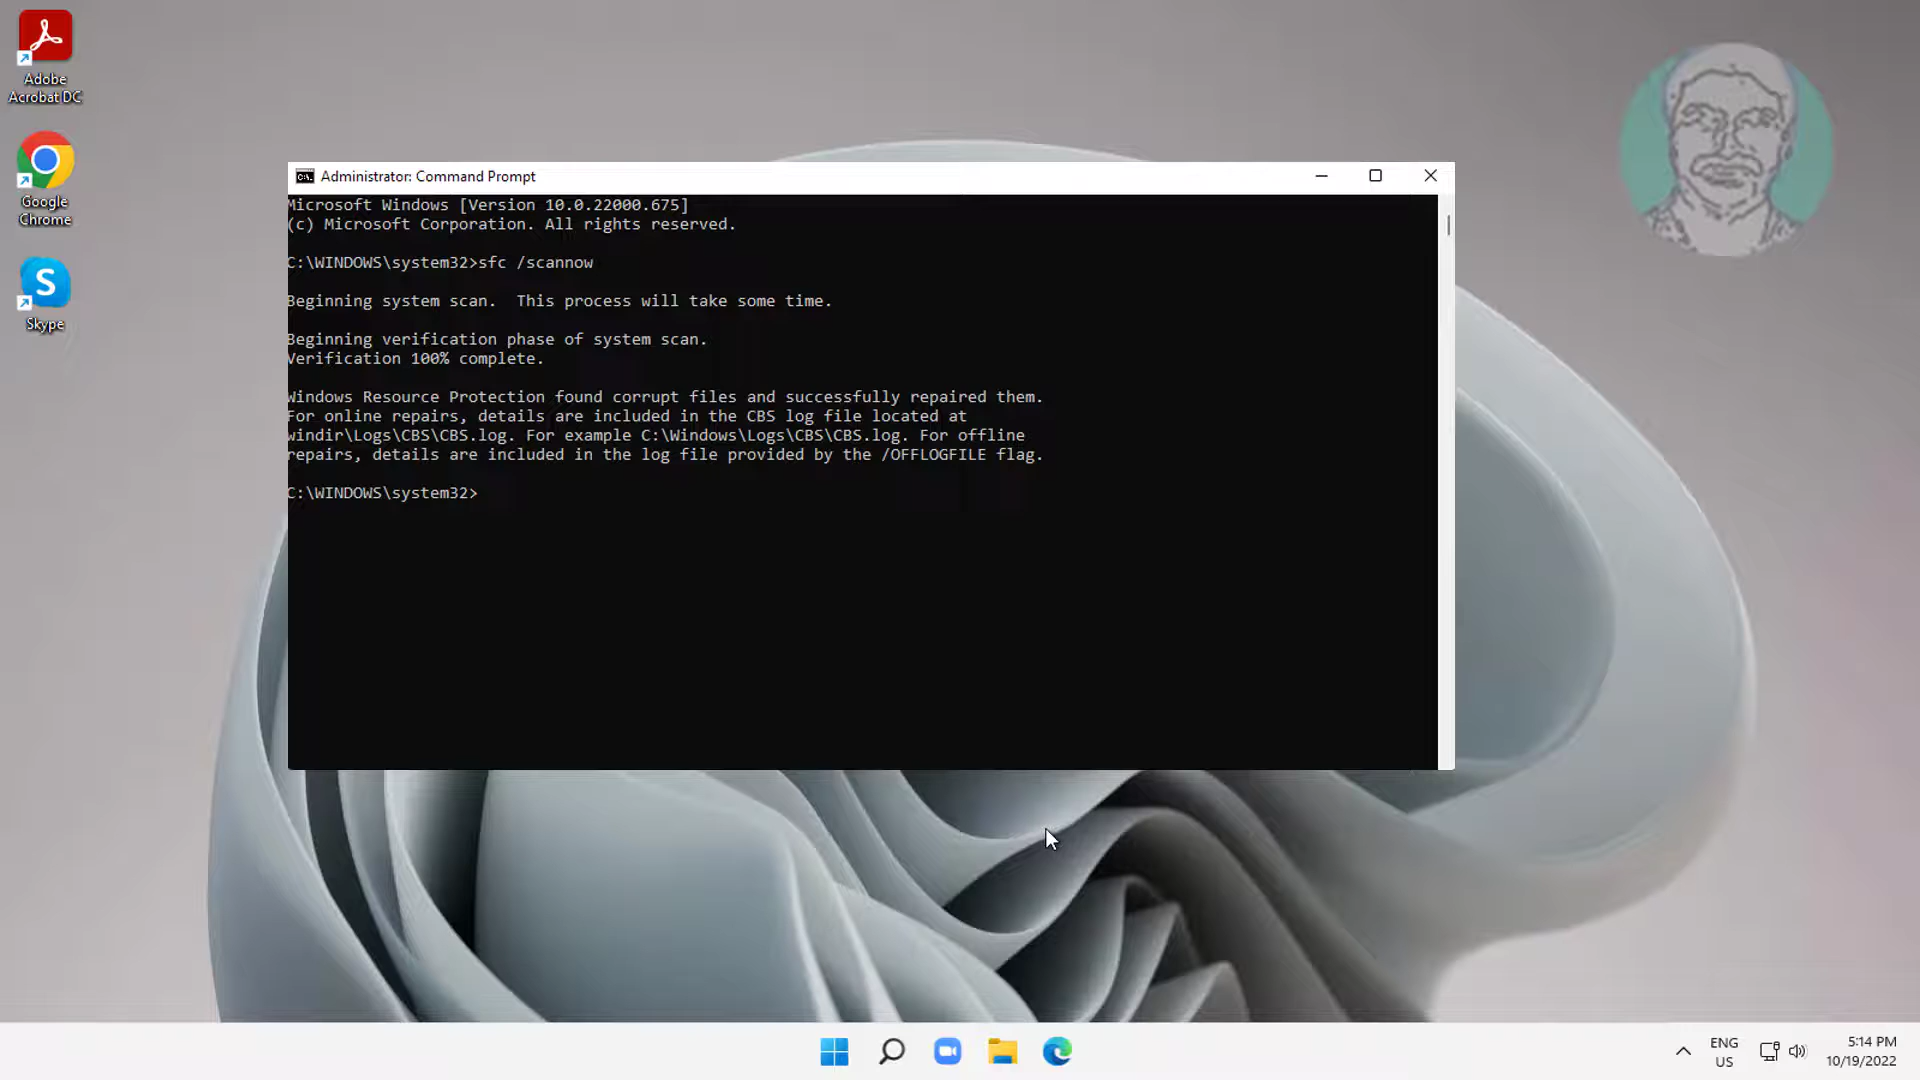 Adobe
Acrobat DC
Google
Chrome
S
Skype
Administrator: Command Prompt
Microsoft Windows [Version 10.0.22000.675]
(c) Microsoft Corporation. All rights reserved.
C:\WINDOWS\system32>sfc /scannow
Beginning system scan.  This process will take some time.
Beginning verification phase of system scan.
Verification 100% complete.
Windows Resource Protection found corrupt files and successfully repaired them.
For online repairs, details are included in the CBS log file located at
windir\Logs\CBS\CBS.log. For example C:\Windows\Logs\CBS\CBS.log. For offline
repairs, details are included in the log file provided by the /OFFLOGFILE flag.
C:\WINDOWS\system32>
ENG
US
5:14 PM
10/19/2022